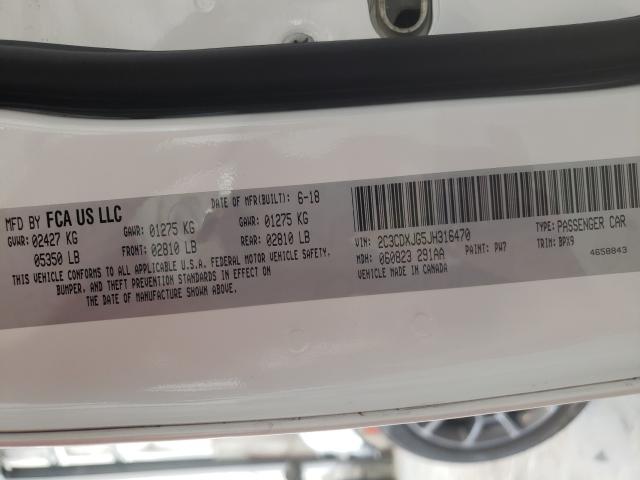 MFD BY FCA US LLC
DATE OF MFR(BUILT): 6-18
GVWR: 02427 KG
GAWR: 01275 KG
GAWR: 01275 KG
05350 LB
FRONT: 02810 LB
REAR: 02810 LB
THIS VEHICLE CONFORMS TO ALL APPLICABLE U.S.A. FEDERAL MOTOR VEHICLE SAFETY,
BUMPER, AND THEFT PREVENTION STANDARDS IN EFFECT ON
THE DATE OF MANUFACTURE SHOWN ABOVE.
VIN: 2C3CDXJG5JH316470
TYPE: PASSENGER CAR
MDH: 060823 291AA
PAINT: PW7
TRIM: BPX9
VEHICLE MADE IN CANADA
4658843